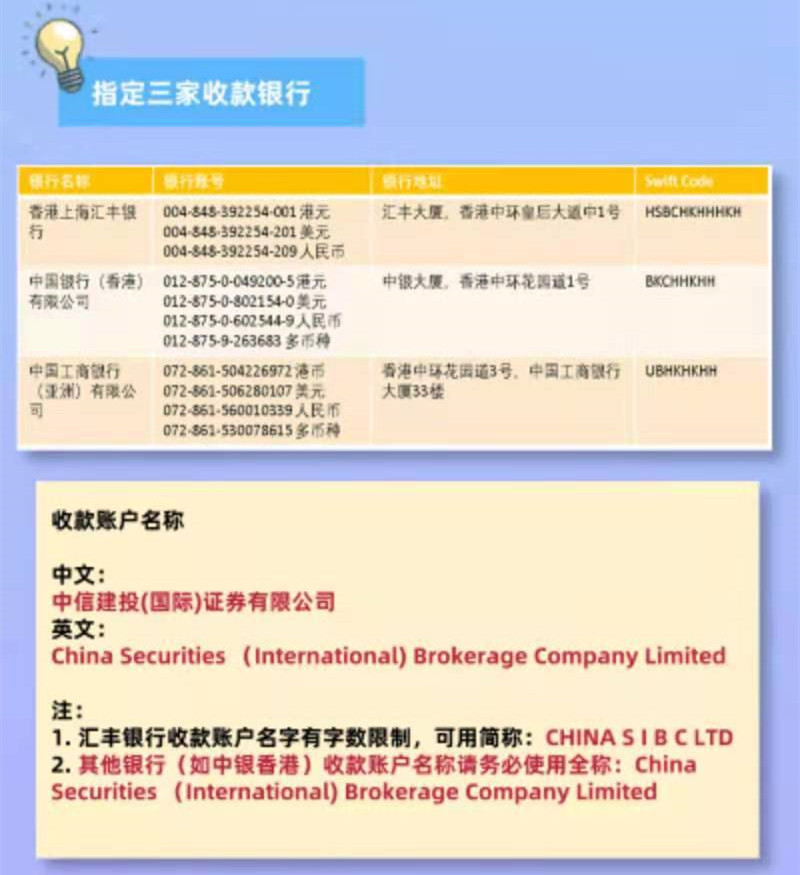 指定三家收款银行
银行名称 银行账号 银行地址 Swift Code
香港上海汇丰银行 004-848-392254-001 港元 汇丰大厦，香港中环皇后大道中1号 HSBCHKHHHKH
004-848-392254-201 美元
004-848-392254-209 人民币
中国银行（香港）有限公司 012-875-0-049200-5 港元 中银大厦，香港中环花园道1号 BKCHHKHH
012-875-0-802154-0 美元
012-875-0-602544-9 人民币
012-875-9-263683 多币种
中国工商银行（亚洲）有限公司 072-861-504226972 港币 香港中环花园道3号，中国工商银行大厦33楼 UBHKHKHH
072-861-506280107 美元
072-861-560010339 人民币
072-861-530078615 多币种
收款账户名称
中文：
中信建投(国际)证券有限公司
英文：
China Securities （International) Brokerage Company Limited
注：
1. 汇丰银行收款账户名字有字数限制，可用简称：CHINA S I B C LTD
2. 其他银行（如中银香港）收款账户名称请务必使用全称：China
Securities （International) Brokerage Company Limited